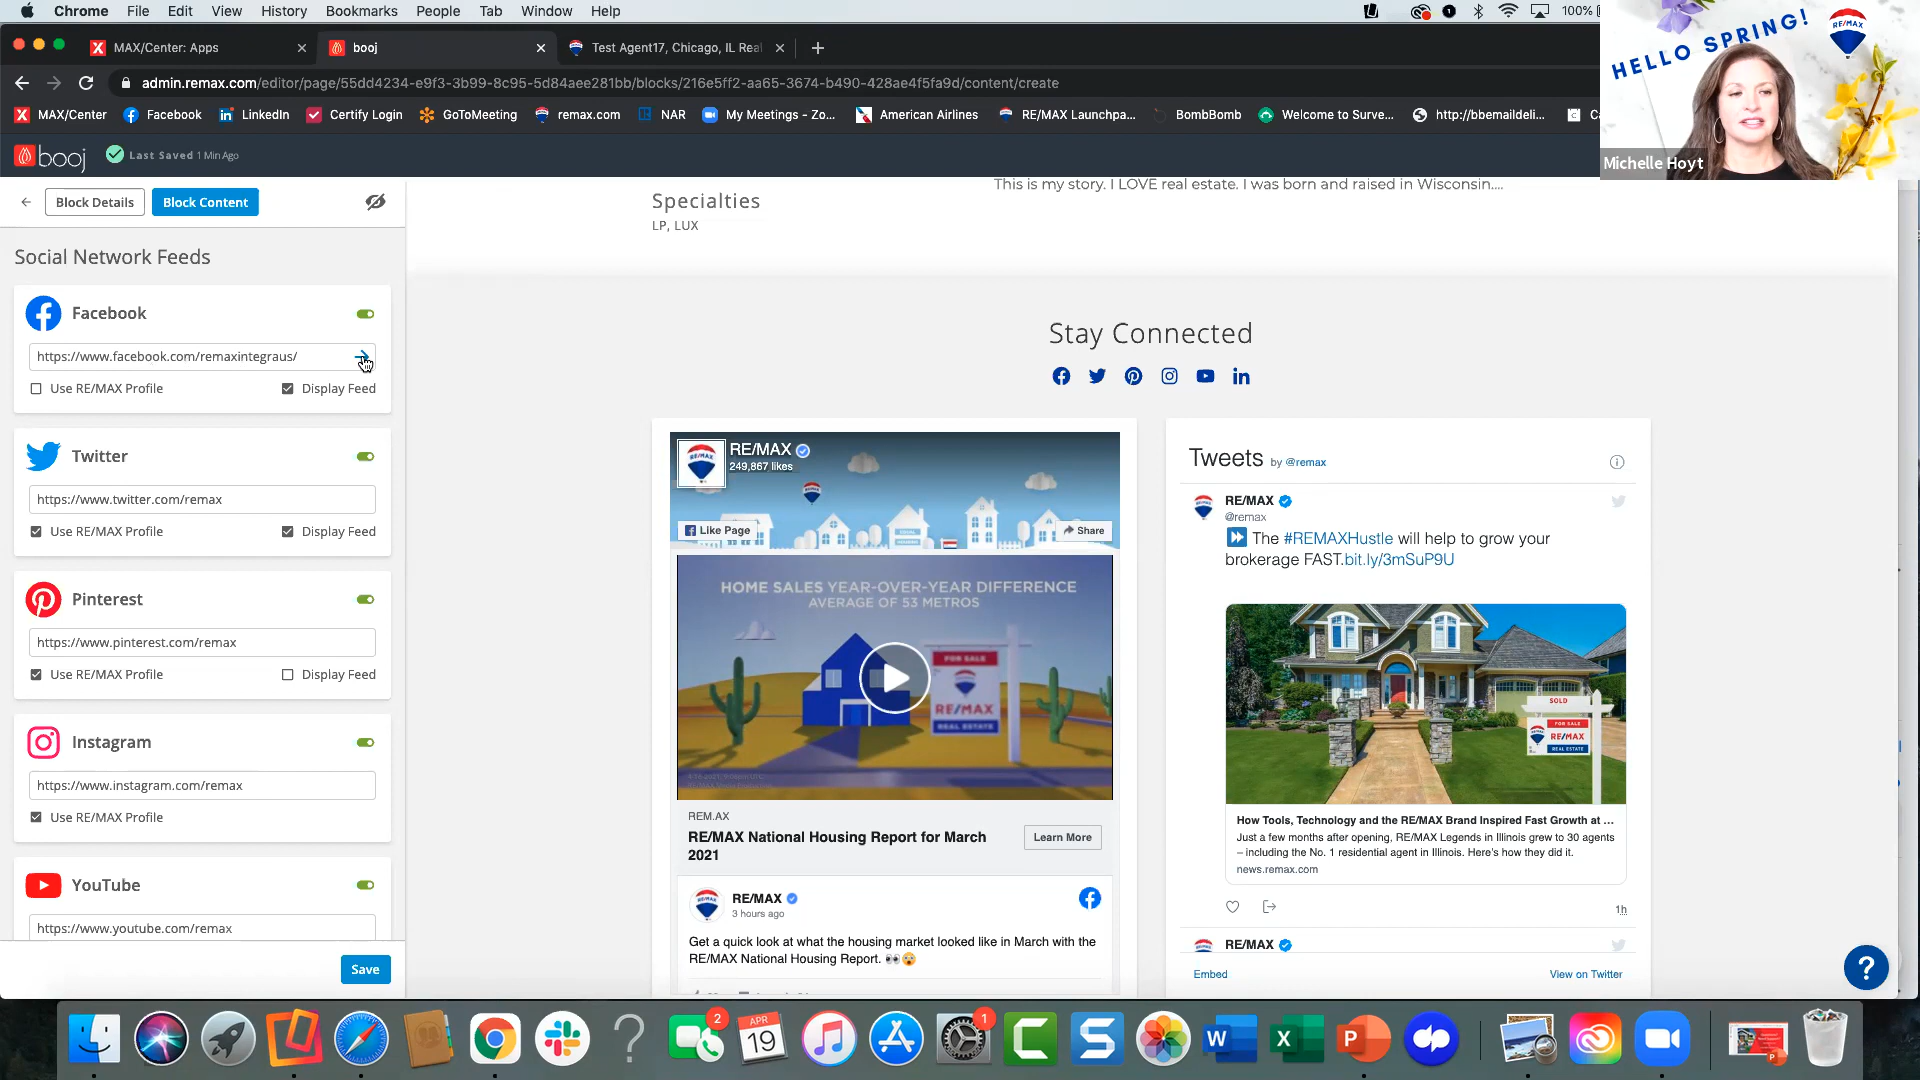 Chrome File Edit View History Bookmarks People Tab Window Help 100%
MAX/Center: Apps
booj
Test Agent17, Chicago, IL Rea
admin.remax.com/editor/page/55dd4234-e9f3-3b99-8c95-5d84aee281bb/blocks/216e5ff2-aa65-3674-b490-428ae4f5fa9d/content/create
MAX/Center Facebook LinkedIn Certify Login GoToMeeting remax.com NAR My Meetings - Zo... American Airlines RE/MAX Launchpa... BombBomb Welcome to Surve... http://bbemaildeli...
HELLO SPRING!
RE/MAX
Michelle Hoyt
booj Last Saved 1 Min Ago
Block Details
Block Content
Social Network Feeds
Facebook
https://www.facebook.com/remaxintegraus/
Use RE/MAX Profile Display Feed
Twitter
https://www.twitter.com/remax
Use RE/MAX Profile Display Feed
Pinterest
https://www.pinterest.com/remax
Use RE/MAX Profile Display Feed
Instagram
https://www.instagram.com/remax
Use RE/MAX Profile
YouTube
https://www.youtube.com/remax
Save
Specialties
LP, LUX
This is my story. I LOVE real estate. I was born and raised in Wisconsin....
Stay Connected
RE/MAX
RE/MAX
249,867 likes
Like Page
Share
HOME SALES YEAR-OVER-YEAR DIFFERENCE
AVERAGE OF 53 METROS
FOR SALE
RE/MAX
REAL ESTATE
REM.AX
RE/MAX National Housing Report for March
2021
Learn More
RE/MAX
3 hours ago
Get a quick look at what the housing market looked like in March with the
RE/MAX National Housing Report. 👀😯
Tweets by @remax
RE/MAX
@remax
⏩ The #REMAXHustle will help to grow your
brokerage FAST.bit.ly/3mSuP9U
SOLD
FOR SALE
RE/MAX
REAL ESTATE
How Tools, Technology and the RE/MAX Brand Inspired Fast Growth at ...
Just a few months after opening, RE/MAX Legends in Illinois grew to 30 agents
– including the No. 1 residential agent in Illinois. Here's how they did it.
news.remax.com
1h
RE/MAX
Embed
View on Twitter
?
2
APR
19
1